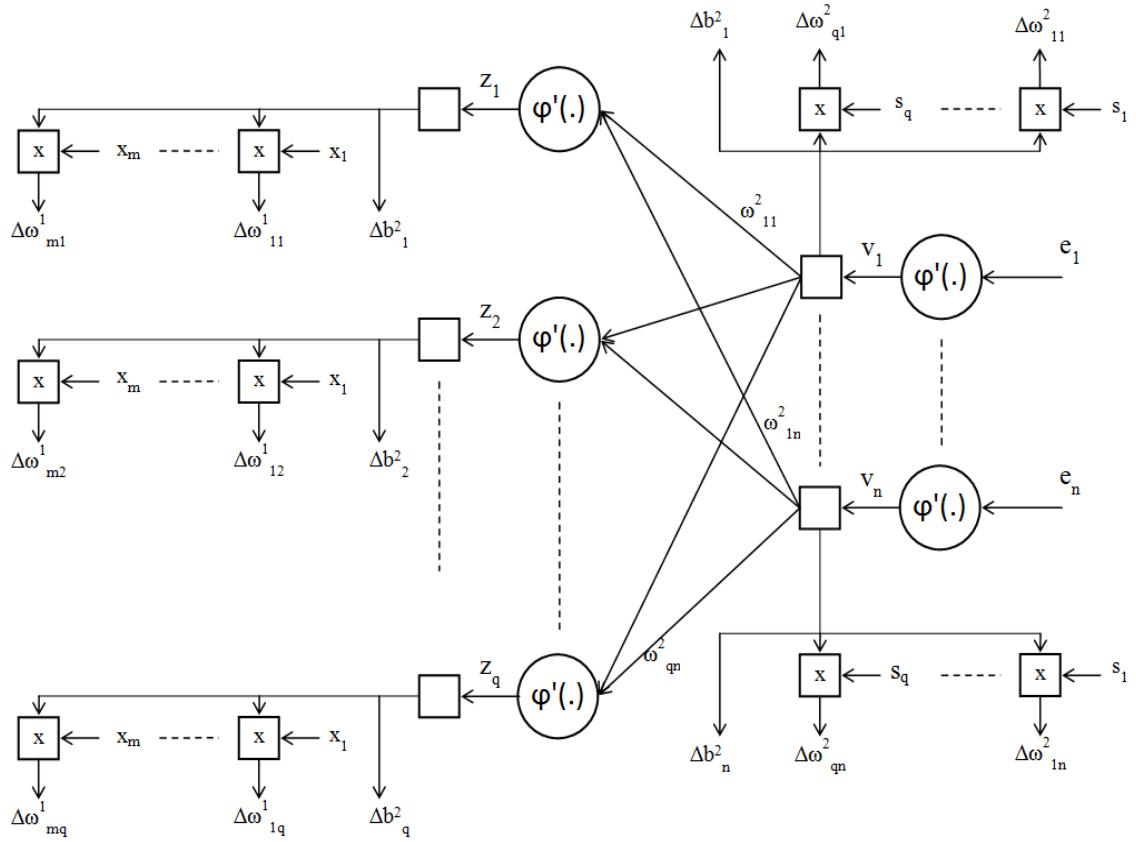 Δb²₁ Δω²q1 Δω²₁₁
z₁ φ'(.) x sq x s₁
x xm x x₁
ω²₁₁
Δω¹m1 Δω¹₁₁ Δb²₁
v₁ φ'(.) e₁
z₂ φ'(.)
x xm x x₁
ω²1n
Δω¹m2 Δω¹₁₂ Δb²₂
vn φ'(.) en
ω²qn
zq φ'(.) x sq x s₁
x xm x x₁
Δb²n Δω²qn Δω²1n
Δω¹mq Δω¹1q Δb²q